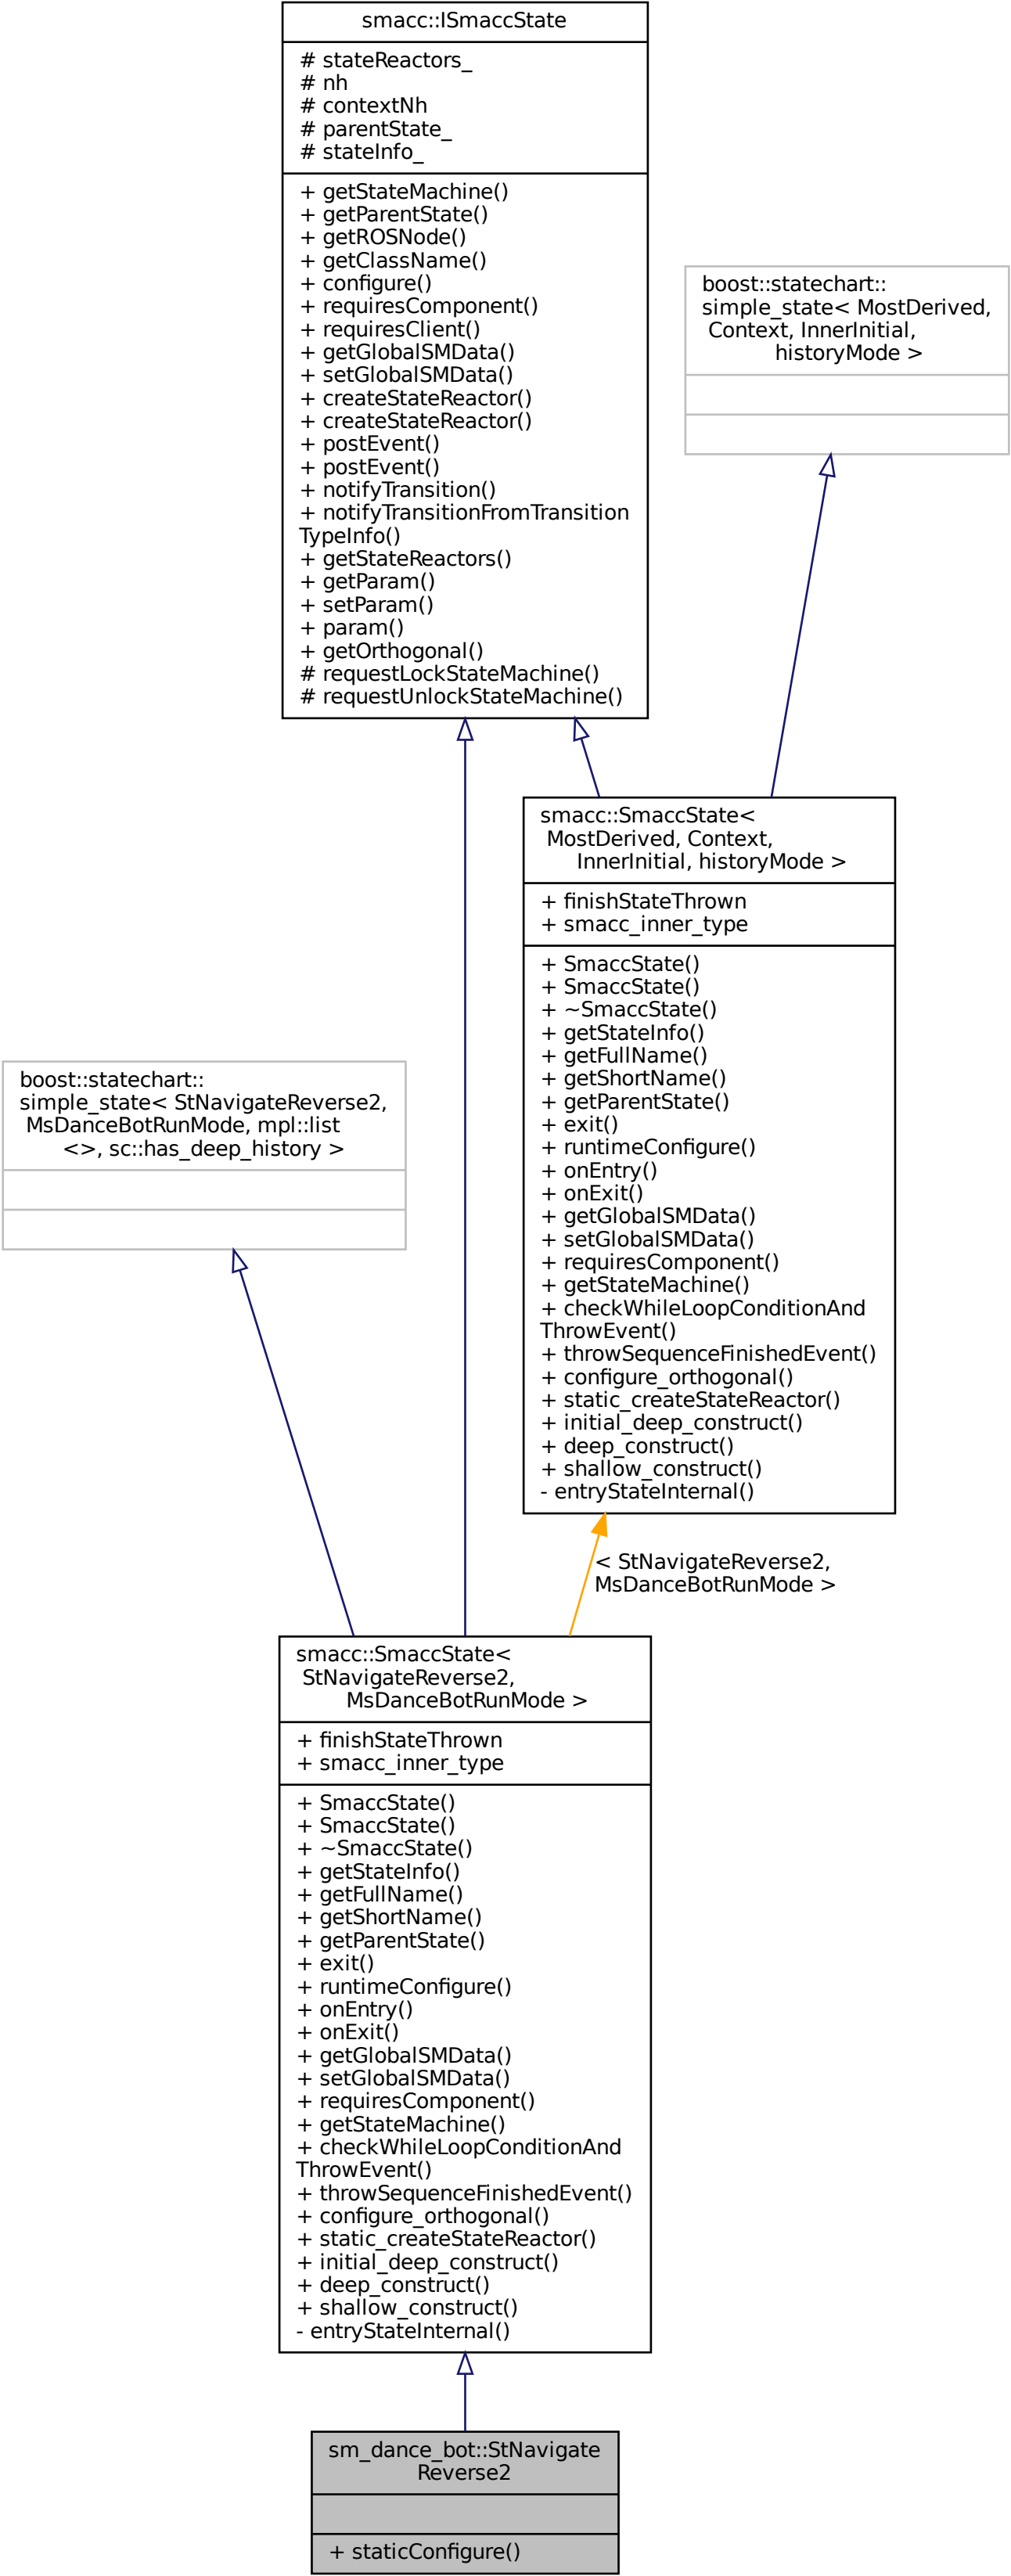 smacc::ISmaccState
# stateReactors_
# nh
# contextNh
# parentState_
# stateInfo_
+ getStateMachine()
+ getParentState()
+ getROSNode()
+ getClassName()
+ configure()
+ requiresComponent()
+ requiresClient()
+ getGlobalSMData()
+ setGlobalSMData()
+ createStateReactor()
+ createStateReactor()
+ postEvent()
+ postEvent()
+ notifyTransition()
+ notifyTransitionFromTransition
TypeInfo()
+ getStateReactors()
+ getParam()
+ setParam()
+ param()
+ getOrthogonal()
# requestLockStateMachine()
# requestUnlockStateMachine()
boost::statechart::
simple_state< MostDerived,
Context, InnerInitial,
historyMode >
smacc::SmaccState<
MostDerived, Context,
InnerInitial, historyMode >
+ finishStateThrown
+ smacc_inner_type
+ SmaccState()
+ SmaccState()
+ ~SmaccState()
+ getStateInfo()
+ getFullName()
+ getShortName()
+ getParentState()
+ exit()
+ runtimeConfigure()
+ onEntry()
+ onExit()
+ getGlobalSMData()
+ setGlobalSMData()
+ requiresComponent()
+ getStateMachine()
+ checkWhileLoopConditionAnd
ThrowEvent()
+ throwSequenceFinishedEvent()
+ configure_orthogonal()
+ static_createStateReactor()
+ initial_deep_construct()
+ deep_construct()
+ shallow_construct()
- entryStateInternal()
boost::statechart::
simple_state< StNavigateReverse2,
MsDanceBotRunMode, mpl::list
<>, sc::has_deep_history >
< StNavigateReverse2,
MsDanceBotRunMode >
smacc::SmaccState<
StNavigateReverse2,
MsDanceBotRunMode >
+ finishStateThrown
+ smacc_inner_type
+ SmaccState()
+ SmaccState()
+ ~SmaccState()
+ getStateInfo()
+ getFullName()
+ getShortName()
+ getParentState()
+ exit()
+ runtimeConfigure()
+ onEntry()
+ onExit()
+ getGlobalSMData()
+ setGlobalSMData()
+ requiresComponent()
+ getStateMachine()
+ checkWhileLoopConditionAnd
ThrowEvent()
+ throwSequenceFinishedEvent()
+ configure_orthogonal()
+ static_createStateReactor()
+ initial_deep_construct()
+ deep_construct()
+ shallow_construct()
- entryStateInternal()
sm_dance_bot::StNavigate
Reverse2
+ staticConfigure()